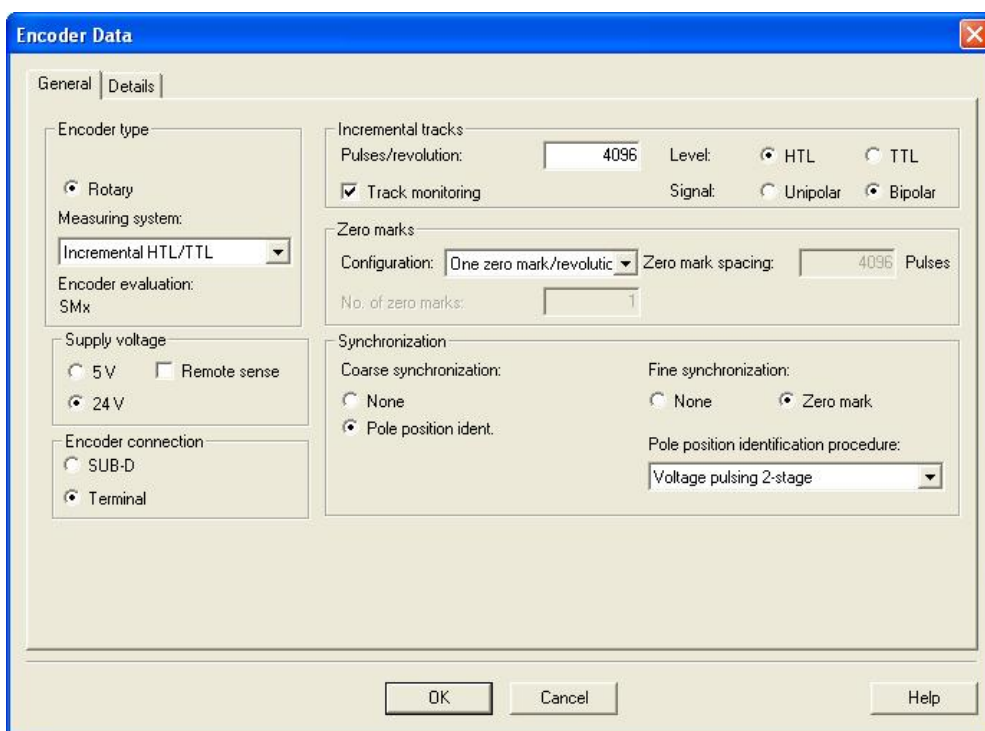 Encoder Data
General
Details
Encoder type
Rotary
Measuring system:
Incremental HTL/TTL
Encoder evaluation:
SMx
Supply voltage
5 V Remote sense
24 V
Encoder connection
SUB-D
Terminal
Incremental tracks
Pulses/revolution: 4096 Level: HTL TTL
Track monitoring Signal: Unipolar Bipolar
Zero marks
Configuration: One zero mark/revolutic Zero mark spacing: 4096 Pulses
No. of zero marks: 1
Synchronization
Coarse synchronization:
None
Pole position ident.
Fine synchronization:
None Zero mark
Pole position identification procedure:
Voltage pulsing 2-stage
OK Cancel Help